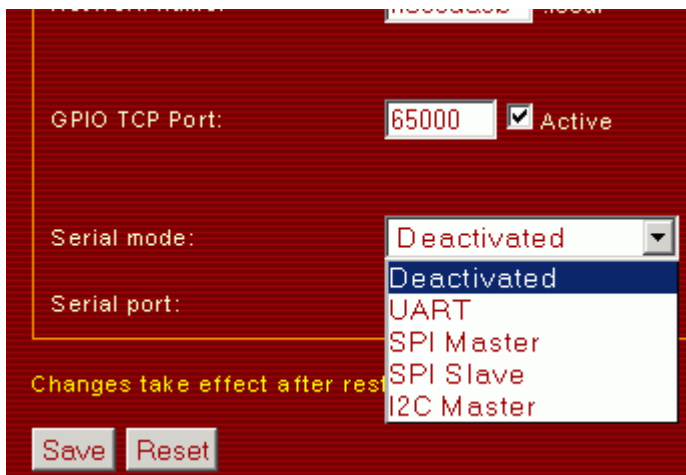 GPIO TCP Port: 65000 Active
Serial mode: Deactivated
Deactivated
Serial port:
UART
SPI Master
SPI Slave
I2C Master
Changes take effect after
Save Reset